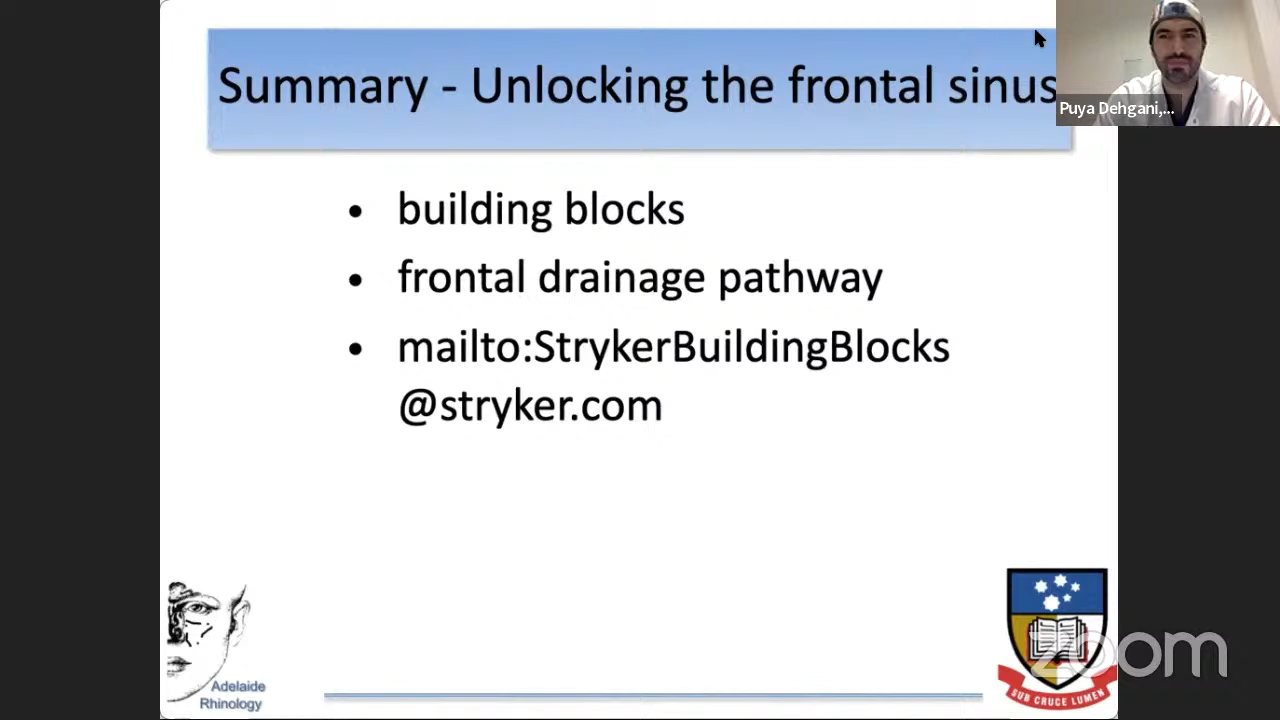 Summary - Unlocking the frontal sinus
Puya Dehgani,...
• building blocks
• frontal drainage pathway
• mailto:StrykerBuildingBlocks
@stryker.com
Adelaide
Rhinology
SUB CRUCE LUMEN
zoom